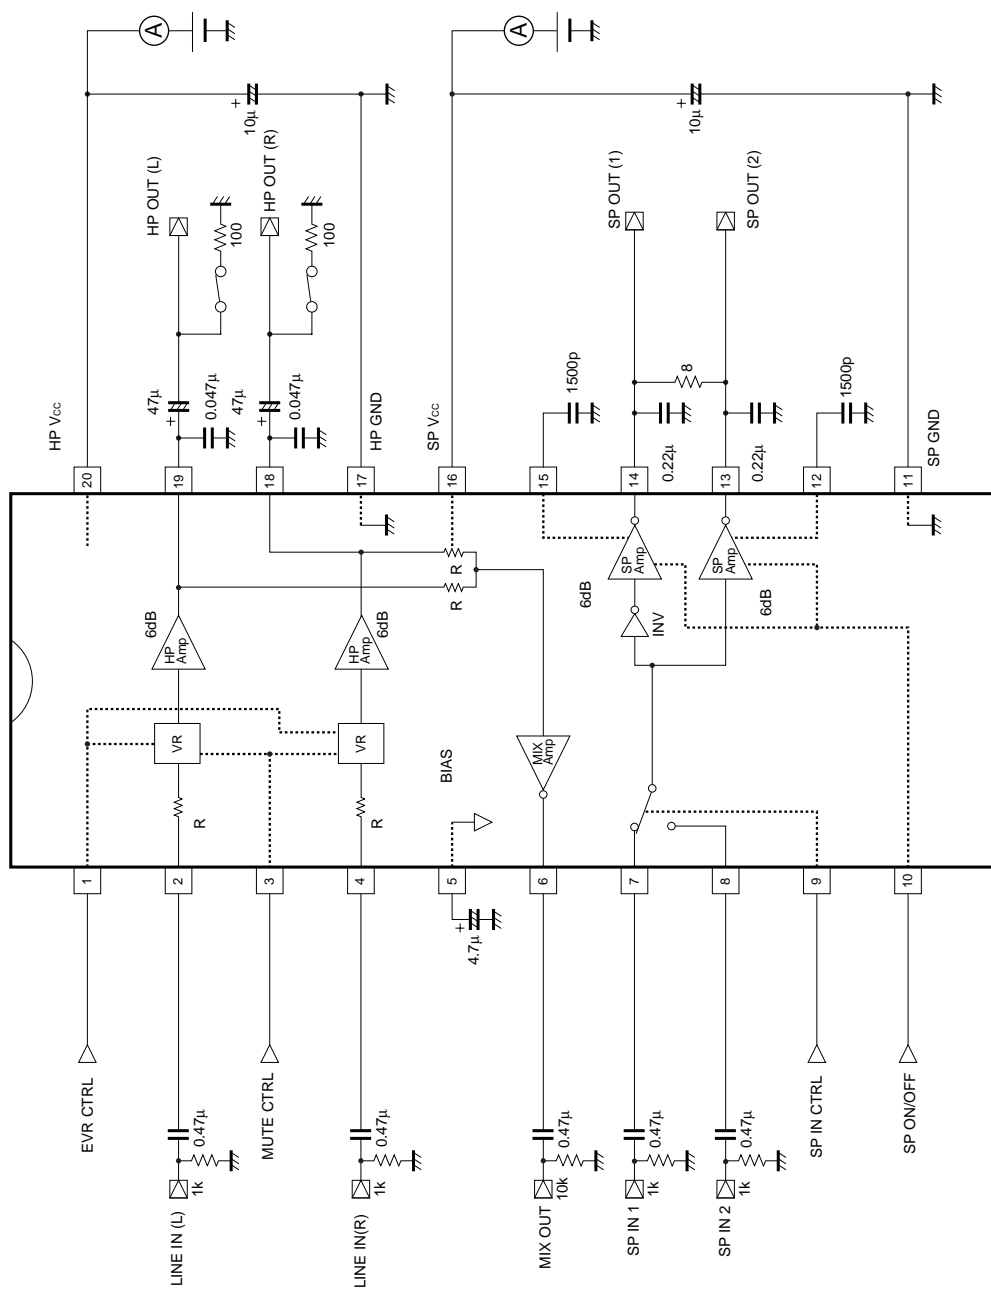 EVR CTRL
LINE IN (L)
MUTE CTRL
LINE IN(R)
MIX OUT
SP IN 1
SP IN 2
SP IN CTRL
SP ON/OFF
1k
0.47µ
1k
0.47µ
4.7µ
+
10k
0.47µ
1k
0.47µ
1k
0.47µ
1
2
3
4
5
6
7
8
9
10
R
VR
HP
Amp
6dB
R
VR
HP
Amp
6dB
BIAS
R
R
MIX
Amp
INV
SP
Amp
6dB
SP
Amp
6dB
20
19
18
17
16
15
14
13
12
11
HP Vcc
47µ
+
0.047µ
47µ
+
0.047µ
HP GND
SP Vcc
1500p
0.22µ
8
0.22µ
1500p
SP GND
HP OUT (L)
100
HP OUT (R)
100
SP OUT (1)
SP OUT (2)
+
10µ
+
10µ
A
A